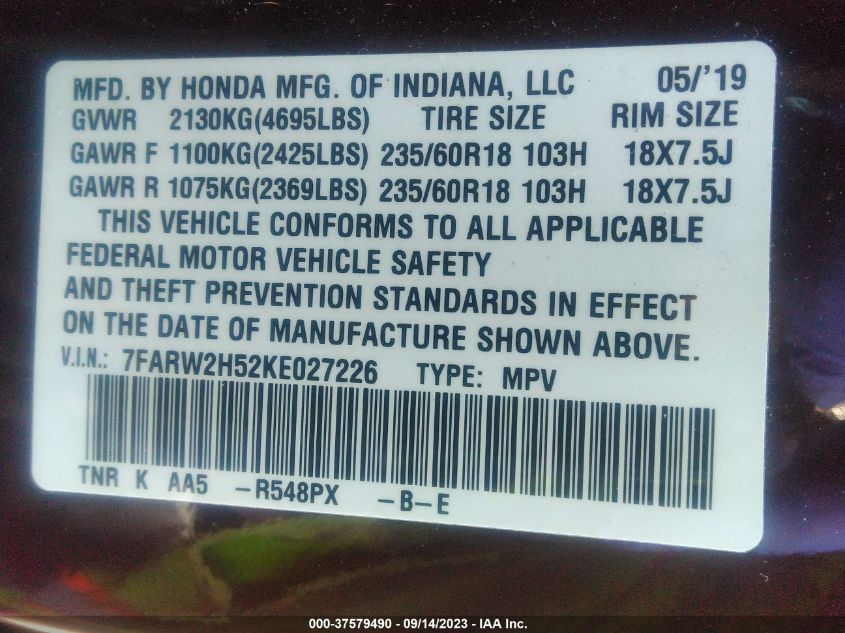 MFD. BY HONDA MFG. OF INDIANA, LLC 05/'19
GVWR 2130KG(4695LBS) TIRE SIZE RIM SIZE
GAWR F 1100KG(2425LBS) 235/60R18 103H 18X7.5J
GAWR R 1075KG(2369LBS) 235/60R18 103H 18X7.5J
THIS VEHICLE CONFORMS TO ALL APPLICABLE
FEDERAL MOTOR VEHICLE SAFETY
AND THEFT PREVENTION STANDARDS IN EFFECT
ON THE DATE OF MANUFACTURE SHOWN ABOVE.
V.I.N.: 7FARW2H52KE027226 TYPE: MPV
TNR K AA5 -R548PX -B-E
000-37579490 - 09/14/2023 - IAA Inc.